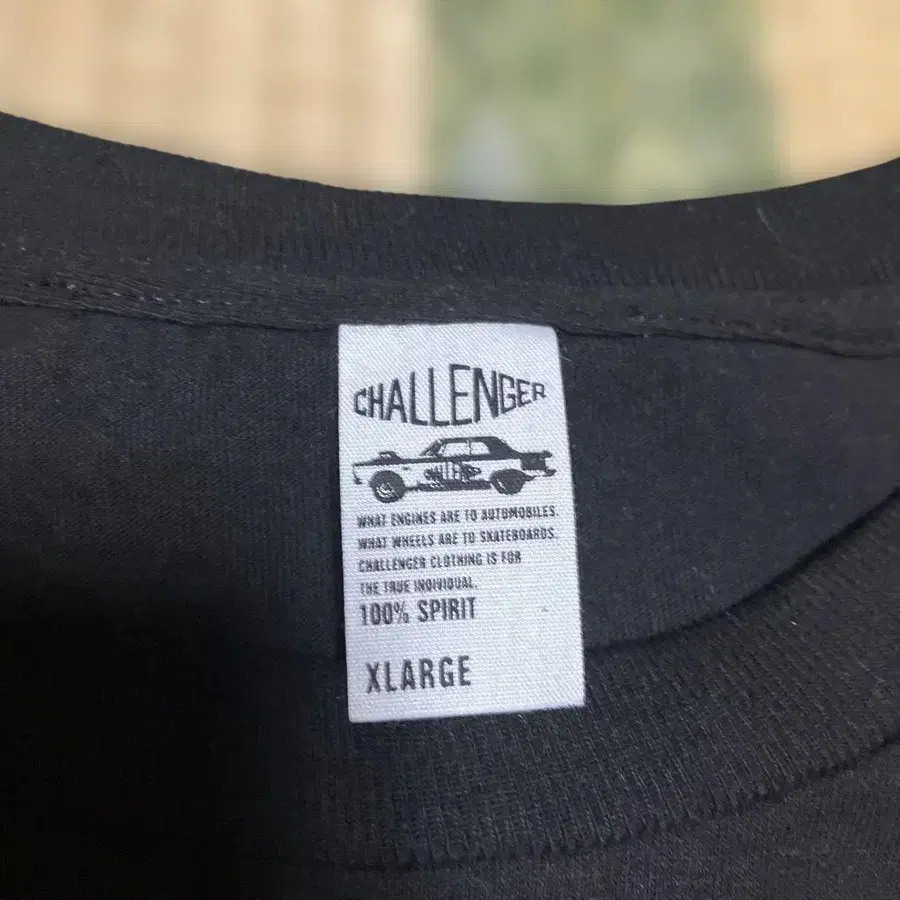 CHALLENGER
WHAT ENGINES ARE TO AUTOMOBILES.
WHAT WHEELS ARE TO SKATEBOARDS.
CHALLENGER CLOTHING IS FOR
THE TRUE INDIVIDUAL.
100% SPIRIT
XLARGE